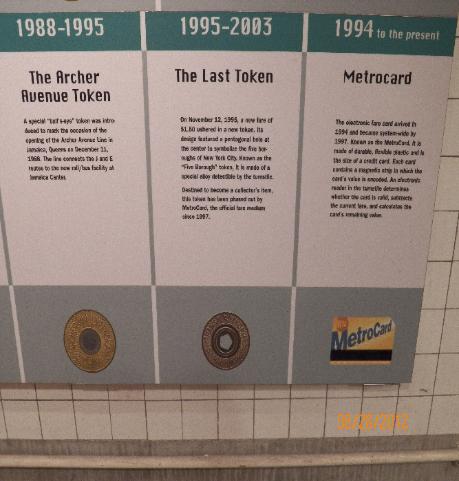 1988-1995
The Archer
Avenue Token
A special "bull's-eye" token was intro-
duced to mark the occasion of the
opening of the Archer Avenue Line in
Jamaica, Queens on December 11,
1988. The line connects the J and E
routes to the new rail/bus facility at
Jamaica Center.
1995-2003
The Last Token
On November 12, 1995, a new fare of
$1.50 ushered in a new token. Its
design featured a pentagonal hole at
the center to symbolize the five bor-
oughs of New York City. Known as the
"Five Borough" token, it is made of a
special alloy detectible by the turnstile.
Destined to become a collector's item,
this token has been phased out by
MetroCard, the official fare medium
since 1997.
1994 to the present
Metrocard
The electronic fare card arrived in
1994 and became system-wide by
1997. Known as the MetroCard, it is
made of durable, flexible plastic and is
the size of a credit card. Each card
contains a magnetic strip in which the
card's value is encoded. An electronic
reader in the turnstile determines
whether the card is valid, subtracts
the current fare, and calculates the
card's remaining value.
MetroCard